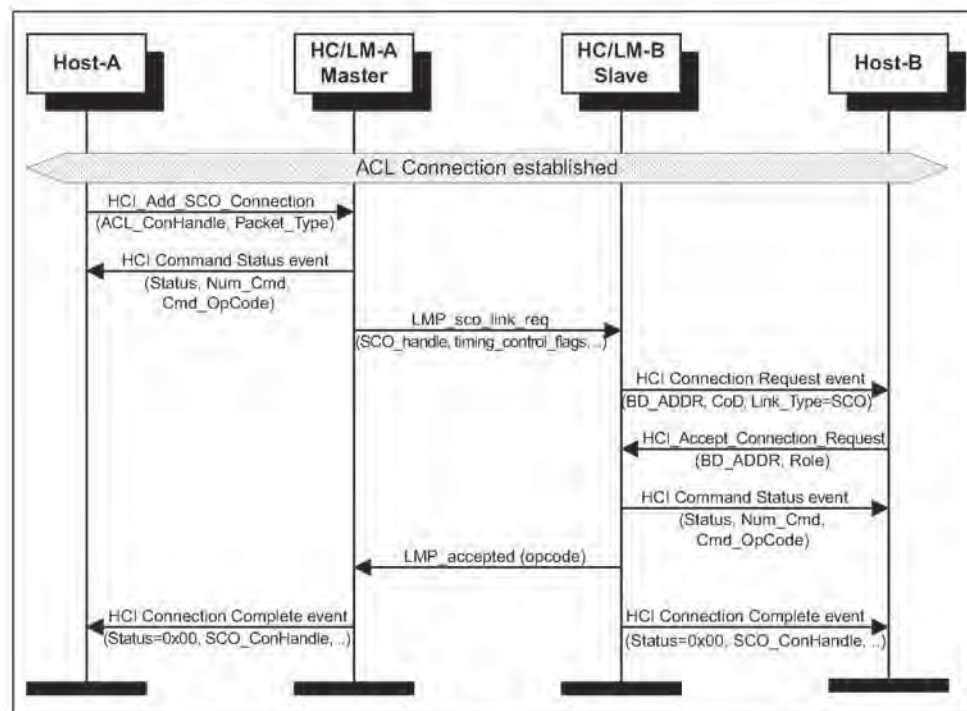 Host-A
HC/LM-A
Master
HC/LM-B
Slave
Host-B
ACL Connection established
HCI_Add_SCO_Connection
(ACL_ConHandle, Packet_Type)
HCI Command Status event
(Status, Num_Cmd,
Cmd_OpCode)
LMP_sco_link_req
(SCO_handle, timing_control_flags,..)
HCI Connection Request event
(BD_ADDR, CoD, Link_Type=SCO)
HCI_Accept_Connection_Request
(BD_ADDR, Role)
HCI Command Status event
(Status, Num_Cmd,
Cmd_OpCode)
LMP_accepted (opcode)
HCI Connection Complete event
(Status=0x00, SCO_ConHandle, ...)
HCI Connection Complete event
(Status=0x00, SCO_ConHandle, ...)